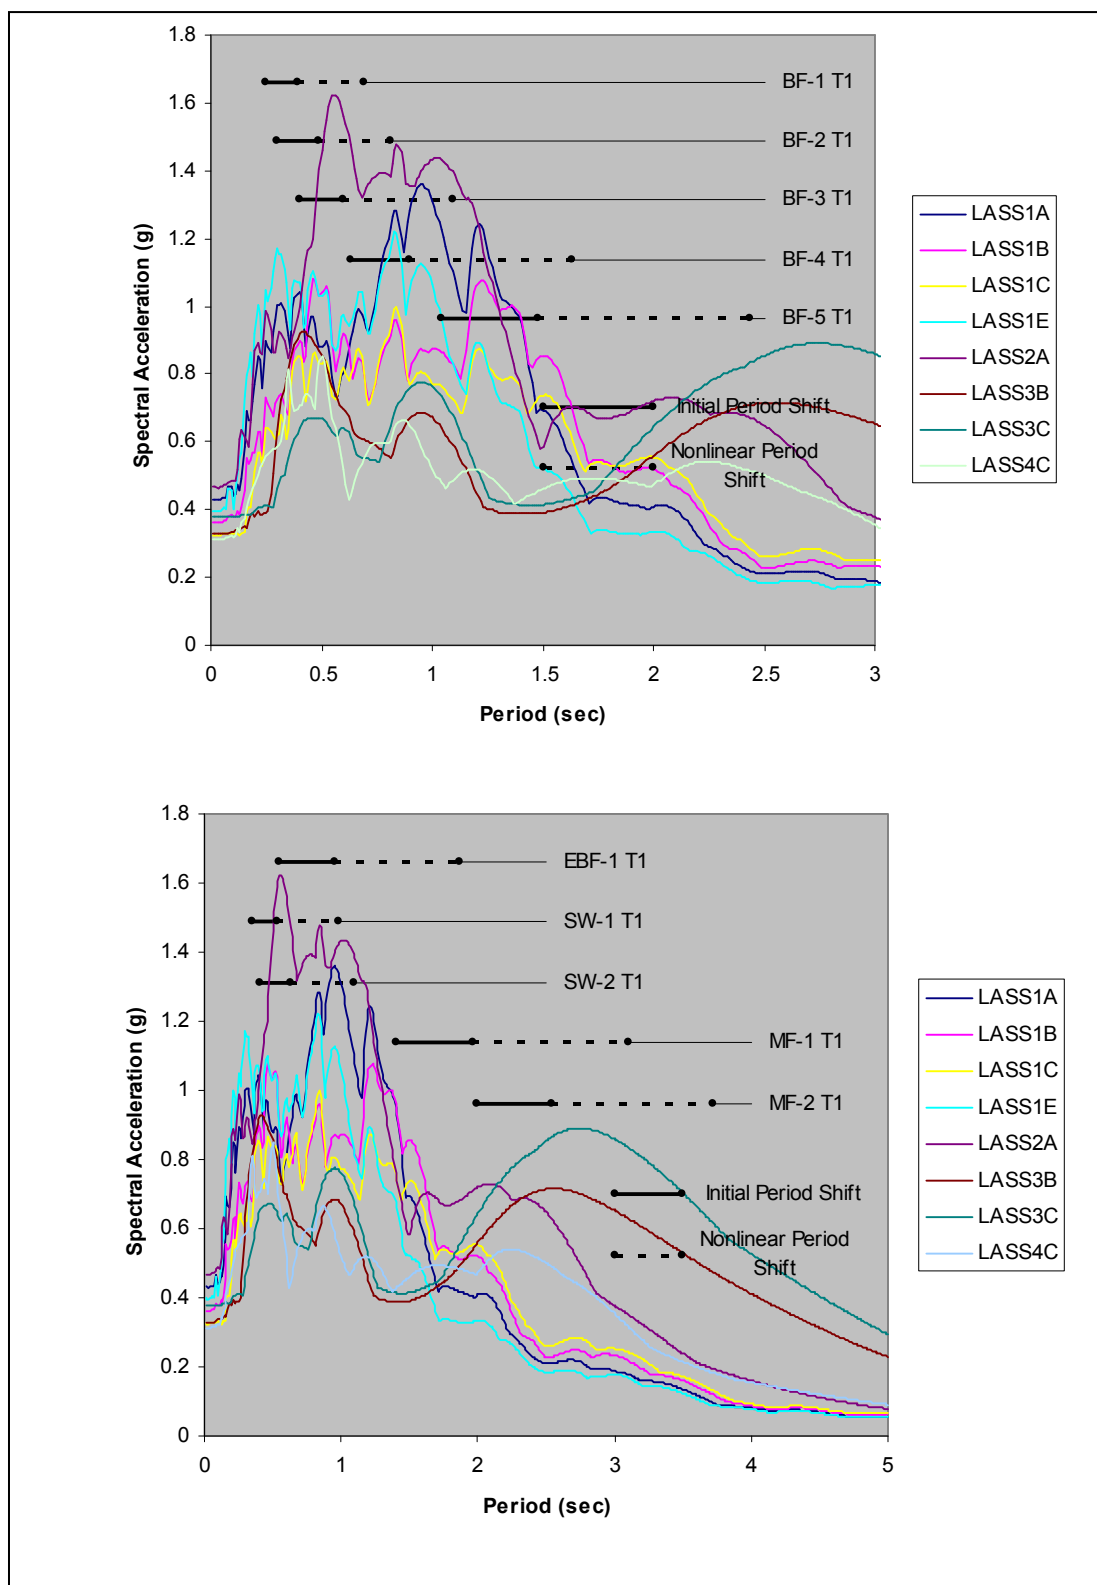 1.8
1.6
1.4
1.2
1
0.8
0.6
0.4
0.2
0
Spectral Acceleration (g)
BF-1 T1
BF-2 T1
BF-3 T1
BF-4 T1
BF-5 T1
Initial Period Shift
Nonlinear Period
Shift
0
0.5
1
1.5
2
2.5
3
Period (sec)
LASS1A
LASS1B
LASS1C
LASS1E
LASS2A
LASS3B
LASS3C
LASS4C
1.8
1.6
1.4
1.2
1
0.8
0.6
0.4
0.2
0
Spectral Acceleration (g)
EBF-1 T1
SW-1 T1
SW-2 T1
MF-1 T1
MF-2 T1
Initial Period Shift
Nonlinear Period
Shift
0
1
2
3
4
5
Period (sec)
LASS1A
LASS1B
LASS1C
LASS1E
LASS2A
LASS3B
LASS3C
LASS4C